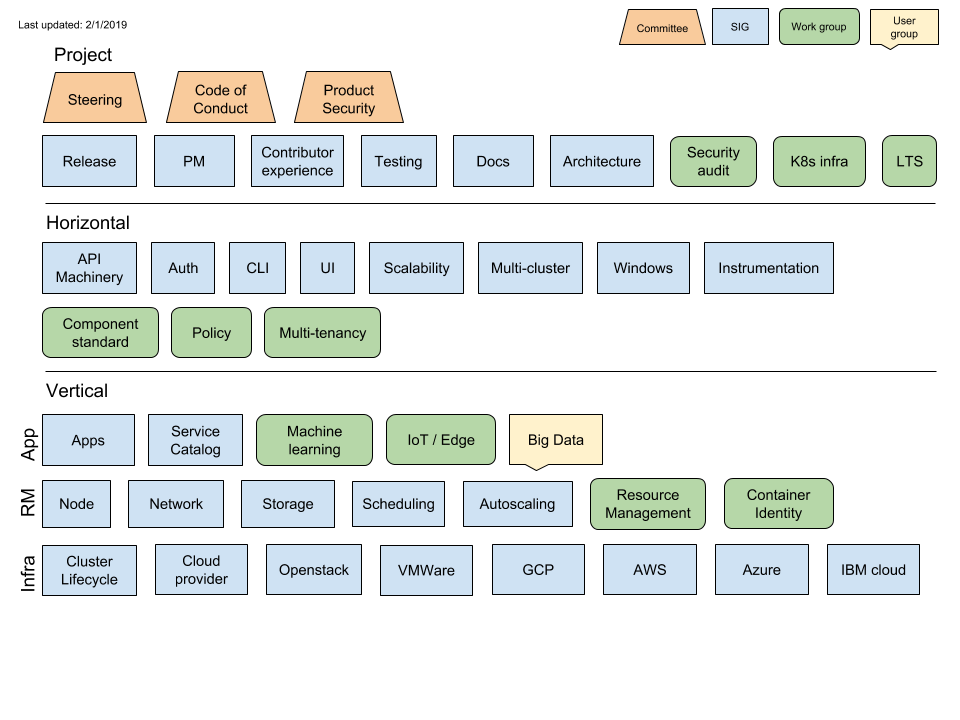 Last updated: 2/1/2019
Committee
SIG
Work group
User
group
Project
Steering
Code of
Conduct
Product
Security
Release
PM
Contributor
experience
Testing
Docs
Architecture
Security
audit
K8s infra
LTS
Horizontal
API
Machinery
Auth
CLI
UI
Scalability
Multi-cluster
Windows
Instrumentation
Component
standard
Policy
Multi-tenancy
Vertical
App
Apps
Service
Catalog
Machine
learning
IoT / Edge
Big Data
RM
Node
Network
Storage
Scheduling
Autoscaling
Resource
Management
Container
Identity
Infra
Cluster
Lifecycle
Cloud
provider
Openstack
VMWare
GCP
AWS
Azure
IBM cloud